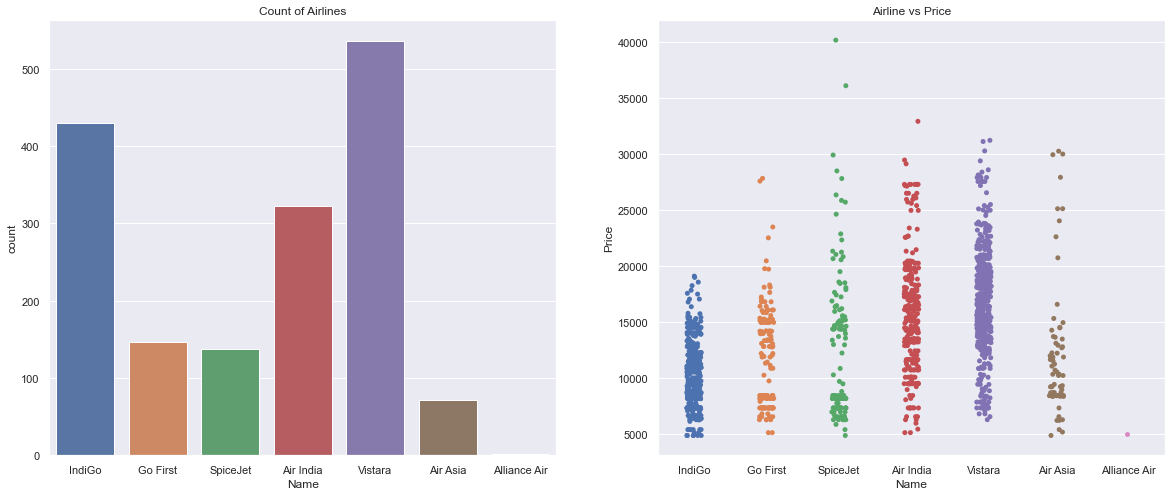 Count of Airlines
500
400
300
200
100
0
count
IndiGo Go First SpiceJet Air India Vistara Air Asia Alliance Air
Name
Airline vs Price
40000
35000
30000
25000
20000
15000
10000
5000
Price
IndiGo Go First SpiceJet Air India Vistara Air Asia Alliance Air
Name